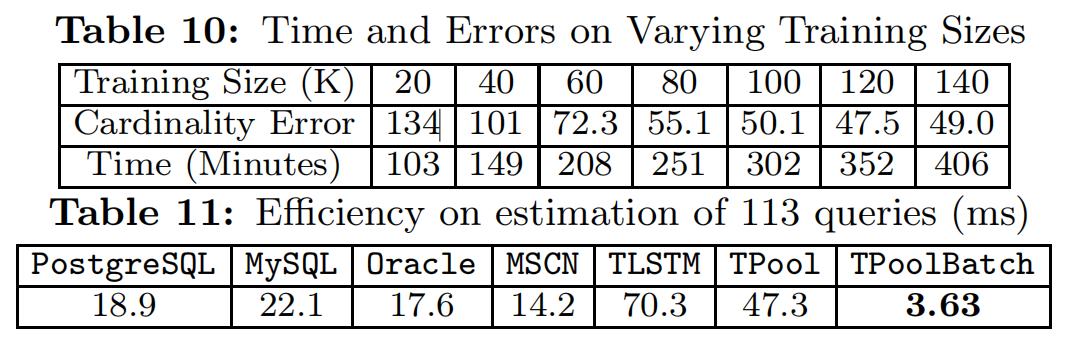 Table 10: Time and Errors on Varying Training Sizes
Training Size (K) 20 40 60 80 100 120 140
Cardinality Error 134 101 72.3 55.1 50.1 47.5 49.0
Time (Minutes) 103 149 208 251 302 352 406
Table 11: Efficiency on estimation of 113 queries (ms)
PostgreSQL MySQL Oracle MSCN TLSTM TPool TPoolBatch
18.9 22.1 17.6 14.2 70.3 47.3 3.63